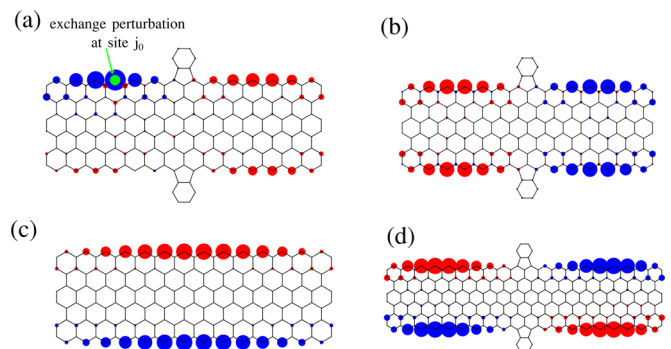 (a)
exchange perturbation
at site j₀
(b)
(c)
(d)